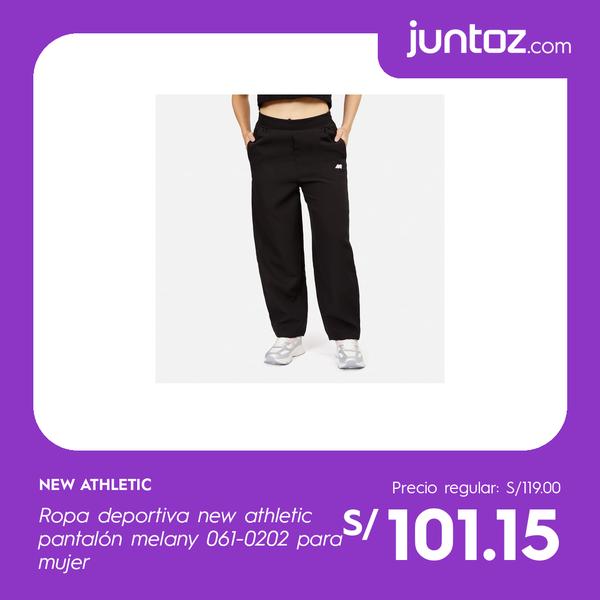 juntoz.com
NEW ATHLETIC
Ropa deportiva new athletic
pantalón melany 061-0202 para
mujer
Precio regular: S/119.00
S/101.15